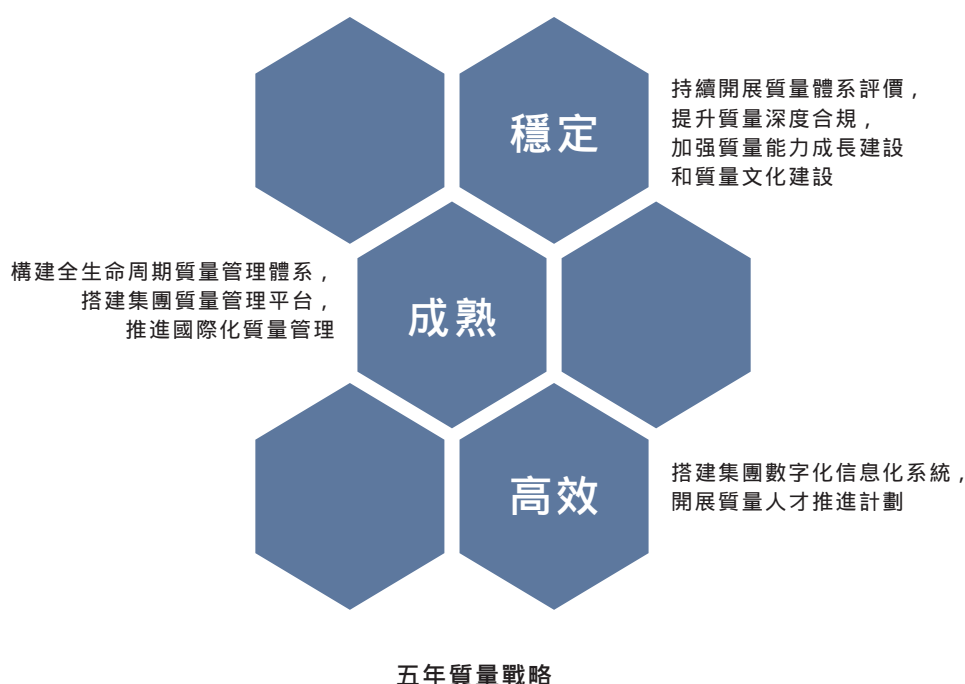 穩定
持續開展質量體系評價，
提升質量深度合規，
加强質量能力成長建設
和質量文化建設
構建全生命周期質量管理體系，
搭建集團質量管理平台，
推進國際化質量管理
成熟
高效
搭建集團數字化信息化系統，
開展質量人才推進計劃
五年質量戰略